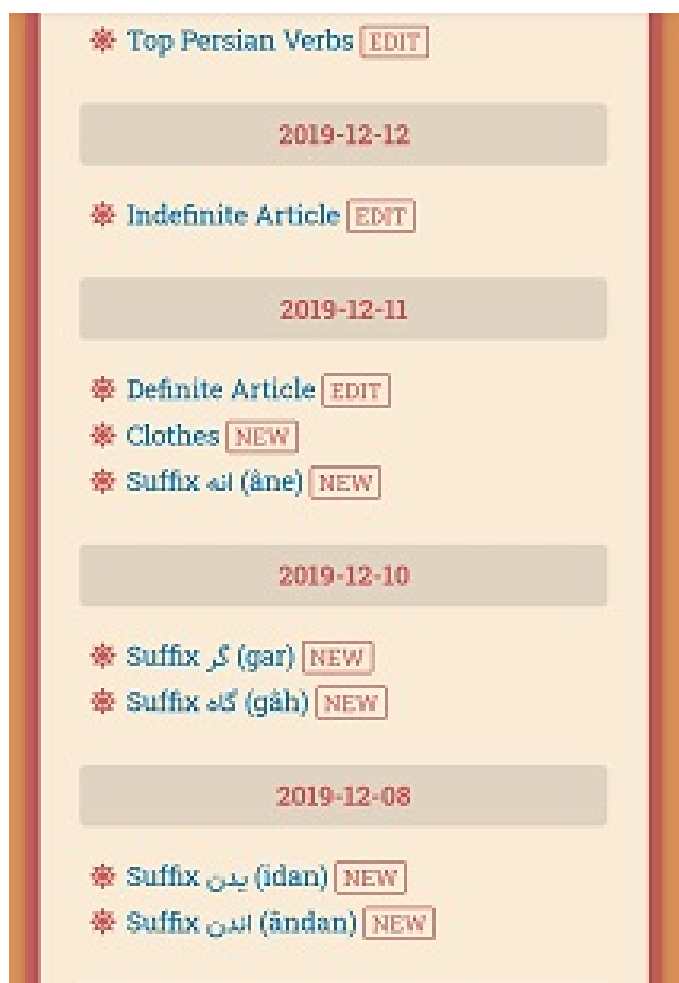 Top Persian Verbs EDIT
2019-12-12
Indefinite Article EDIT
2019-12-11
Definite Article EDIT
Clothes NEW
Suffix انه (âne) NEW
2019-12-10
Suffix گر (gar) NEW
Suffix گاه (gâh) NEW
2019-12-08
Suffix یدن (idan) NEW
Suffix اندن (ândan) NEW